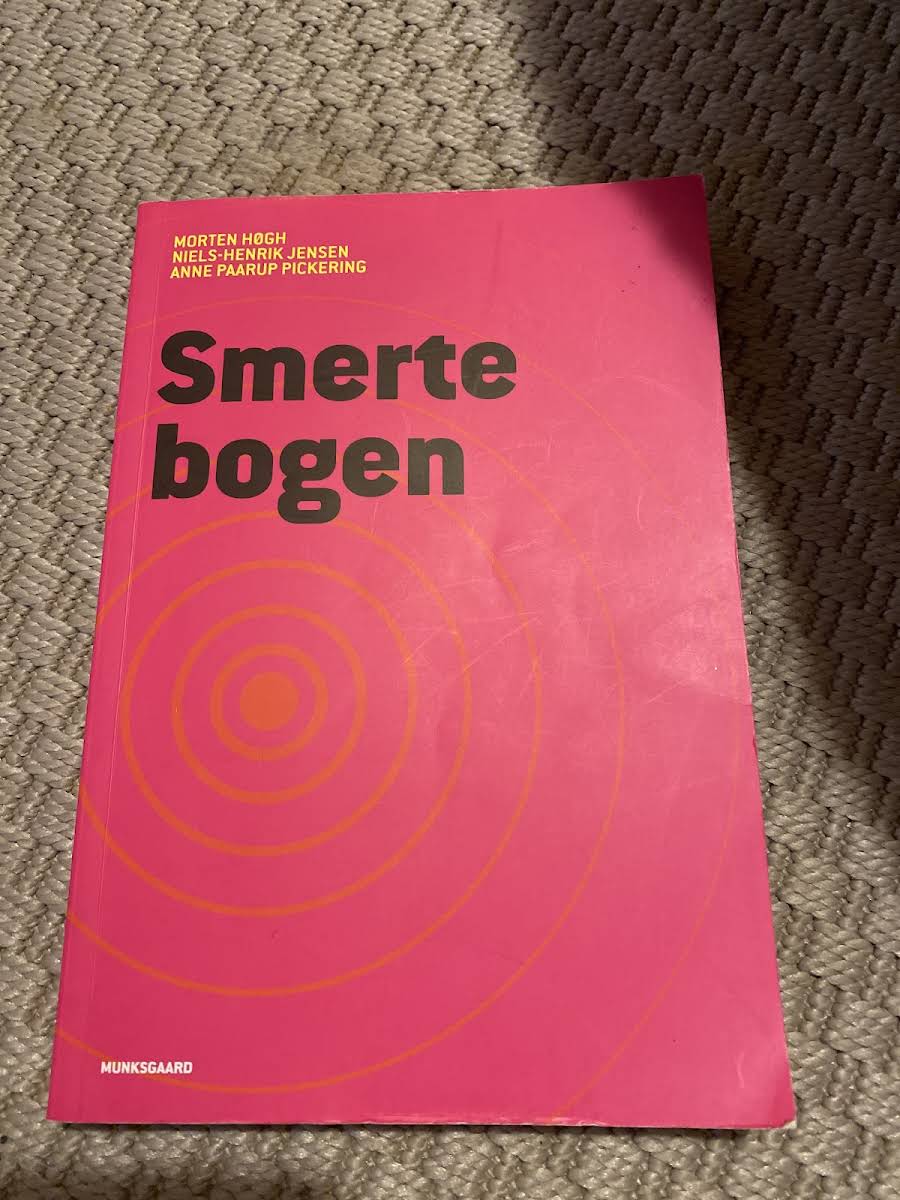 MORTEN HØGH
NIELS-HENRIK JENSEN
ANNE PAARUP PICKERING
Smerte
bogen
MUNKSGAARD